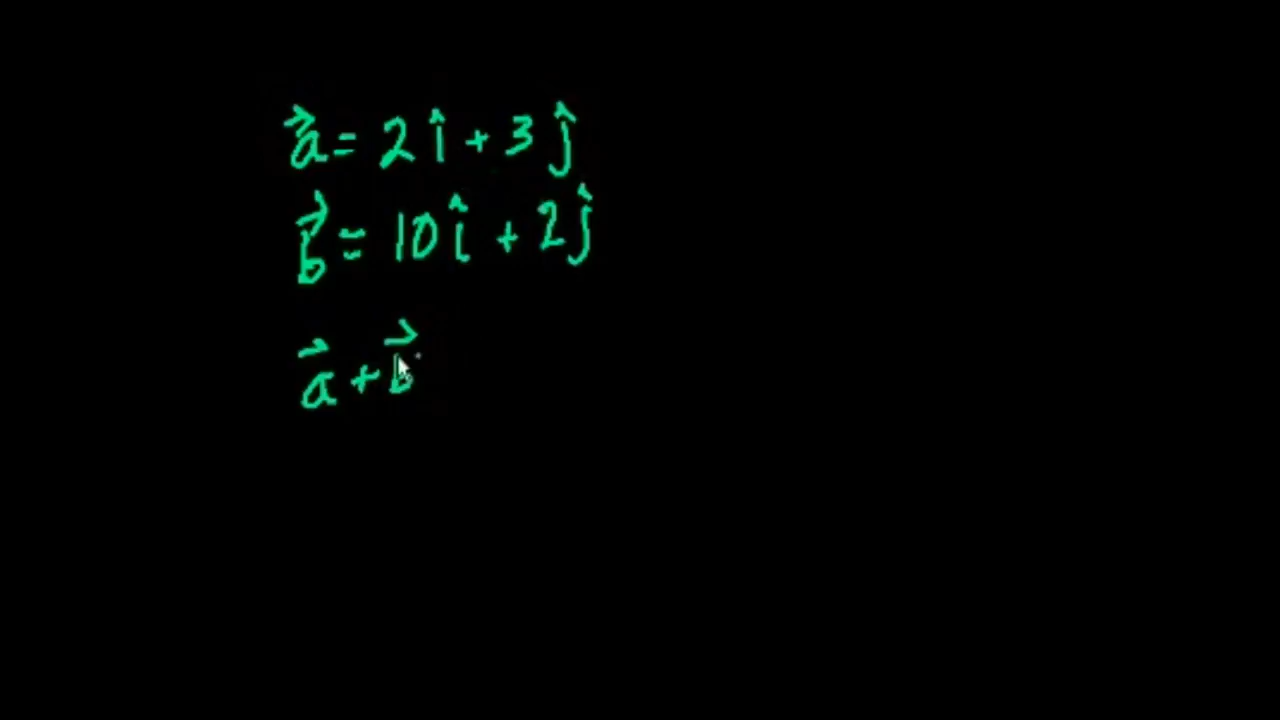 a⃗ = 2î + 3ĵ
b⃗ = 10î + 2ĵ
a⃗ + b⃗